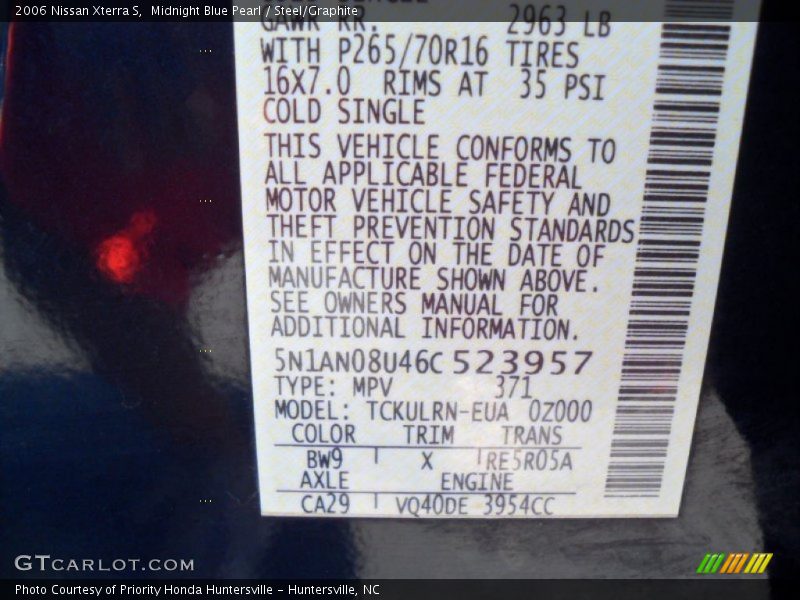 2006 Nissan Xterra S, Midnight Blue Pearl / Steel/Graphite
GAWR RR: 2963 LB
WITH P265/70R16 TIRES
16X7.0 RIMS AT 35 PSI
COLD SINGLE
THIS VEHICLE CONFORMS TO
ALL APPLICABLE FEDERAL
MOTOR VEHICLE SAFETY AND
THEFT PREVENTION STANDARDS
IN EFFECT ON THE DATE OF
MANUFACTURE SHOWN ABOVE.
SEE OWNERS MANUAL FOR
ADDITIONAL INFORMATION.
5N1AN08U46C523957
TYPE: MPV 371
MODEL: TCKULRN-EUA 0Z000
COLOR TRIM TRANS
BW9 X RE5R05A
AXLE ENGINE
CA29 VQ40DE 3954CC
GTCARLOT.COM
Photo Courtesy of Priority Honda Huntersville - Huntersville, NC